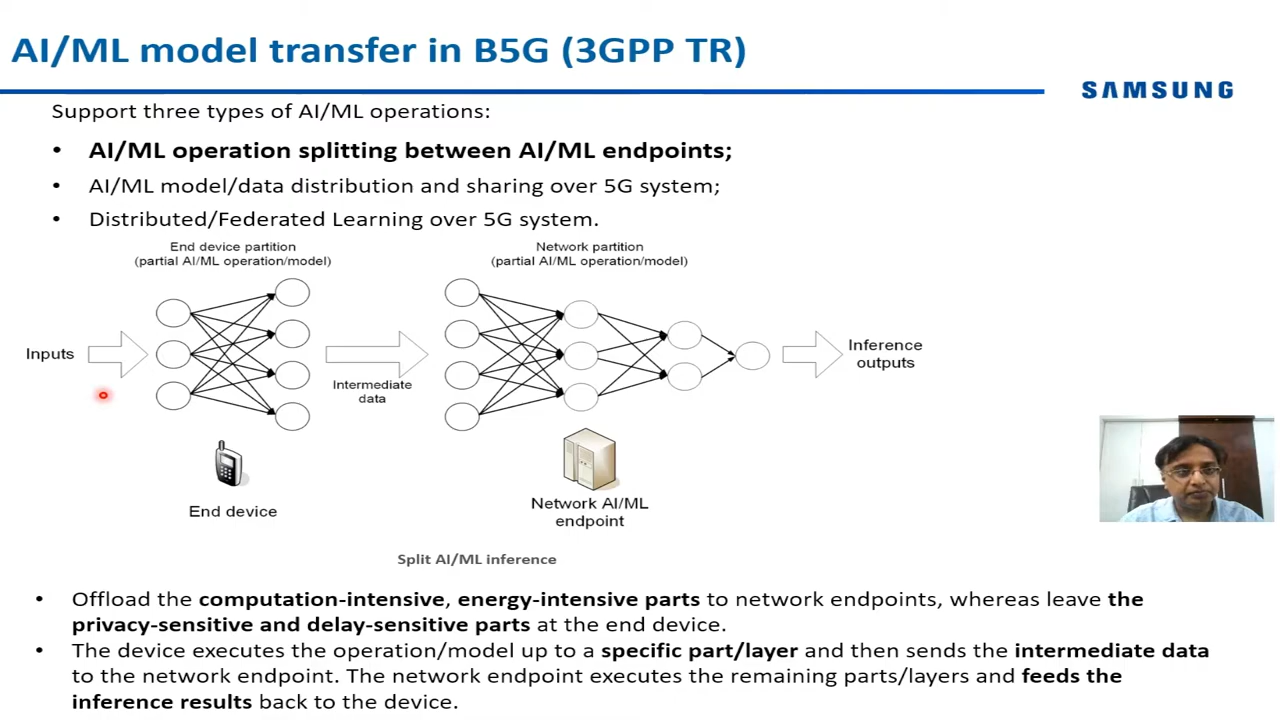 AI/ML model transfer in B5G (3GPP TR)
SAMSUNG
Support three types of AI/ML operations:
• AI/ML operation splitting between AI/ML endpoints;
• AI/ML model/data distribution and sharing over 5G system;
• Distributed/Federated Learning over 5G system.
End device partition
(partial AI/ML operation/model)
Network partition
(partial AI/ML operation/model)
Inputs
Intermediate
data
Inference
outputs
End device
Network AI/ML
endpoint
Split AI/ML inference
• Offload the computation-intensive, energy-intensive parts to network endpoints, whereas leave the
privacy-sensitive and delay-sensitive parts at the end device.
• The device executes the operation/model up to a specific part/layer and then sends the intermediate data
to the network endpoint. The network endpoint executes the remaining parts/layers and feeds the
inference results back to the device.